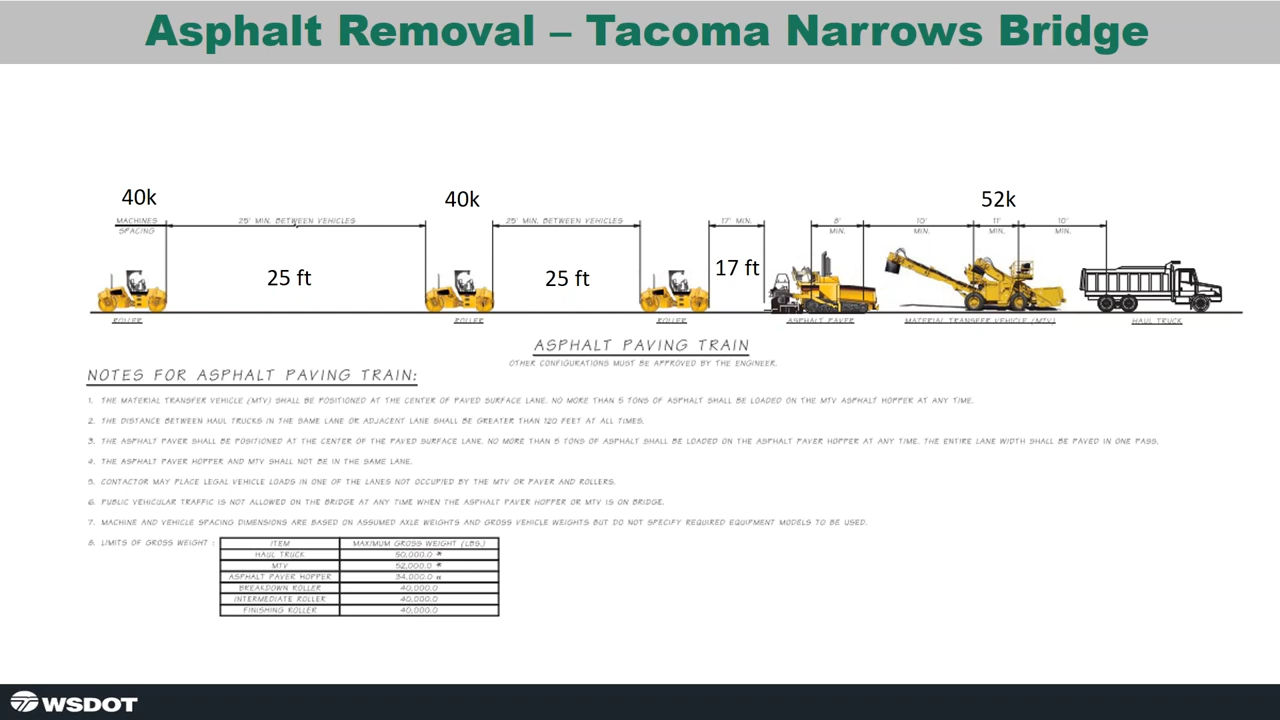 Asphalt Removal – Tacoma Narrows Bridge
40k
40k
52k
MACHINES
SPACING
25' MIN. BETWEEN VEHICLES
25' MIN. BETWEEN VEHICLES
17' MIN.
8'
MIN.
10'
MIN.
11'
MIN.
10'
MIN.
25 ft
25 ft
17 ft
ROLLER
ROLLER
ROLLER
ASPHALT PAVER
MATERIAL TRANSFER VEHICLE (MTV)
HAUL TRUCK
ASPHALT PAVING TRAIN
OTHER CONFIGURATIONS MUST BE APPROVED BY THE ENGINEER.
NOTES FOR ASPHALT PAVING TRAIN:
1. THE MATERIAL TRANSFER VEHICLE (MTV) SHALL BE POSITIONED AT THE CENTER OF PAVED SURFACE LANE. NO MORE THAN 5 TONS OF ASPHALT SHALL BE LOADED ON THE MTV ASPHALT HOPPER AT ANY TIME.
2. THE DISTANCE BETWEEN HAUL TRUCKS IN THE SAME LANE OR ADJACENT LANE SHALL BE GREATER THAN 120 FEET AT ALL TIMES.
3. THE ASPHALT PAVER SHALL BE POSITIONED AT THE CENTER OF THE PAVED SURFACE LANE. NO MORE THAN 5 TONS OF ASPHALT SHALL BE LOADED ON THE ASPHALT PAVER HOPPER AT ANY TIME. THE ENTIRE LANE WIDTH SHALL BE PAVED IN ONE PASS.
4. THE ASPHALT PAVER HOPPER AND MTV SHALL NOT BE IN THE SAME LANE.
5. CONTACTOR MAY PLACE LEGAL VEHICLE LOADS IN ONE OF THE LANES NOT OCCUPIED BY THE MTV OR PAVER AND ROLLERS.
6. PUBLIC VEHICULAR TRAFFIC IS NOT ALLOWED ON THE BRIDGE AT ANY TIME WHEN THE ASPHALT PAVER HOPPER OR MTV IS ON BRIDGE.
7. MACHINE AND VEHICLE SPACING DIMENSIONS ARE BASED ON ASSUMED AXLE WEIGHTS AND GROSS VEHICLE WEIGHTS BUT DO NOT SPECIFY REQUIRED EQUIPMENT MODELS TO BE USED.
8. LIMITS OF GROSS WEIGHT :
ITEM MAXIMUM GROSS WEIGHT (LBS.)
HAUL TRUCK 50,000.0 *
MTV 52,000.0 *
ASPHALT PAVER HOPPER 34,000.0
BREAKDOWN ROLLER 40,000.0
INTERMEDIATE ROLLER 40,000.0
FINISHING ROLLER 40,000.0
WSDOT